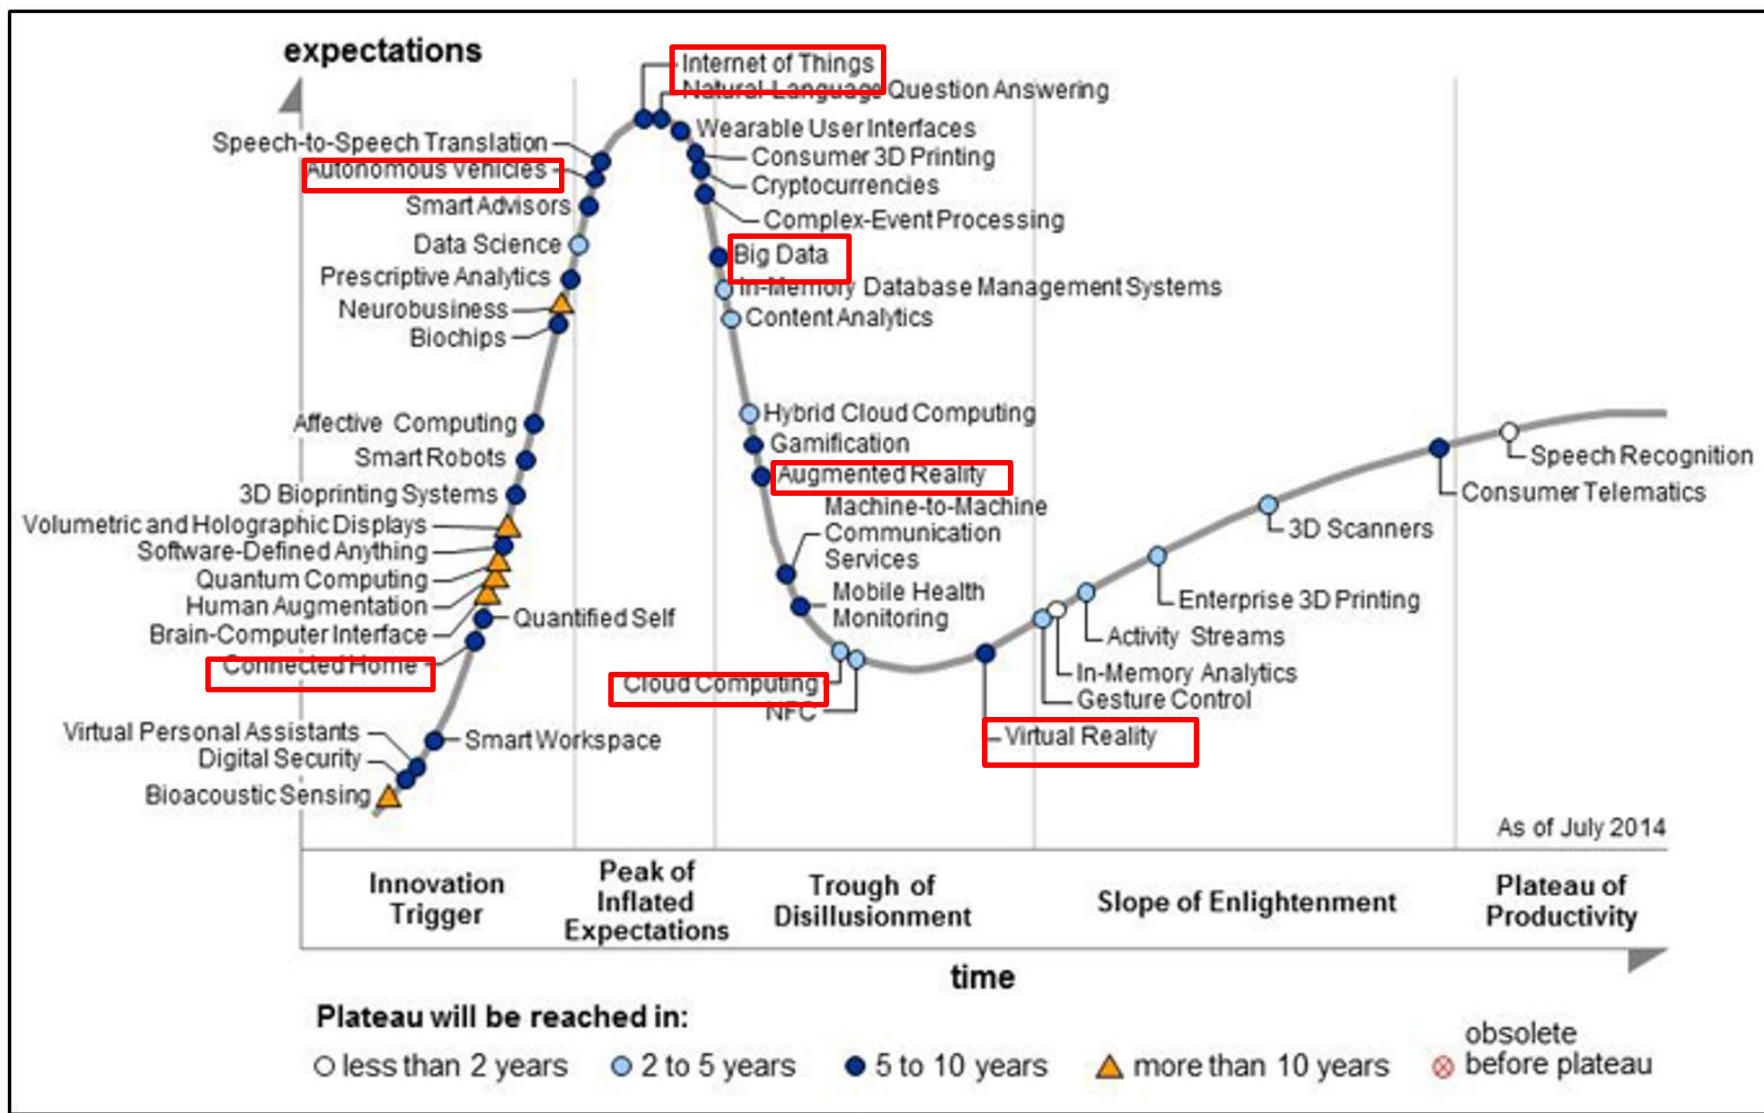 expectations
Internet of Things
Natural-Language Question Answering
Wearable User Interfaces
Speech-to-Speech Translation
Consumer 3D Printing
Autonomous Vehicles
Cryptocurrencies
Smart Advisors
Complex-Event Processing
Data Science
Big Data
Prescriptive Analytics
In-Memory Database Management Systems
Neurobusiness
Content Analytics
Biochips
Hybrid Cloud Computing
Affective Computing
Gamification
Smart Robots
Augmented Reality
3D Bioprinting Systems
Machine-to-Machine
Communication
Services
Volumetric and Holographic Displays
Software-Defined Anything
Quantum Computing
Mobile Health
Monitoring
Human Augmentation
Quantified Self
Brain-Computer Interface
Connected Home
Cloud Computing
NFC
Virtual Personal Assistants
Smart Workspace
Digital Security
Bioacoustic Sensing
Speech Recognition
Consumer Telematics
3D Scanners
Enterprise 3D Printing
Activity Streams
In-Memory Analytics
Gesture Control
Virtual Reality
As of July 2014
Innovation
Trigger
Peak of
Inflated
Expectations
Trough of
Disillusionment
Slope of Enlightenment
Plateau of
Productivity
time
Plateau will be reached in:
less than 2 years
2 to 5 years
5 to 10 years
more than 10 years
obsolete
before plateau